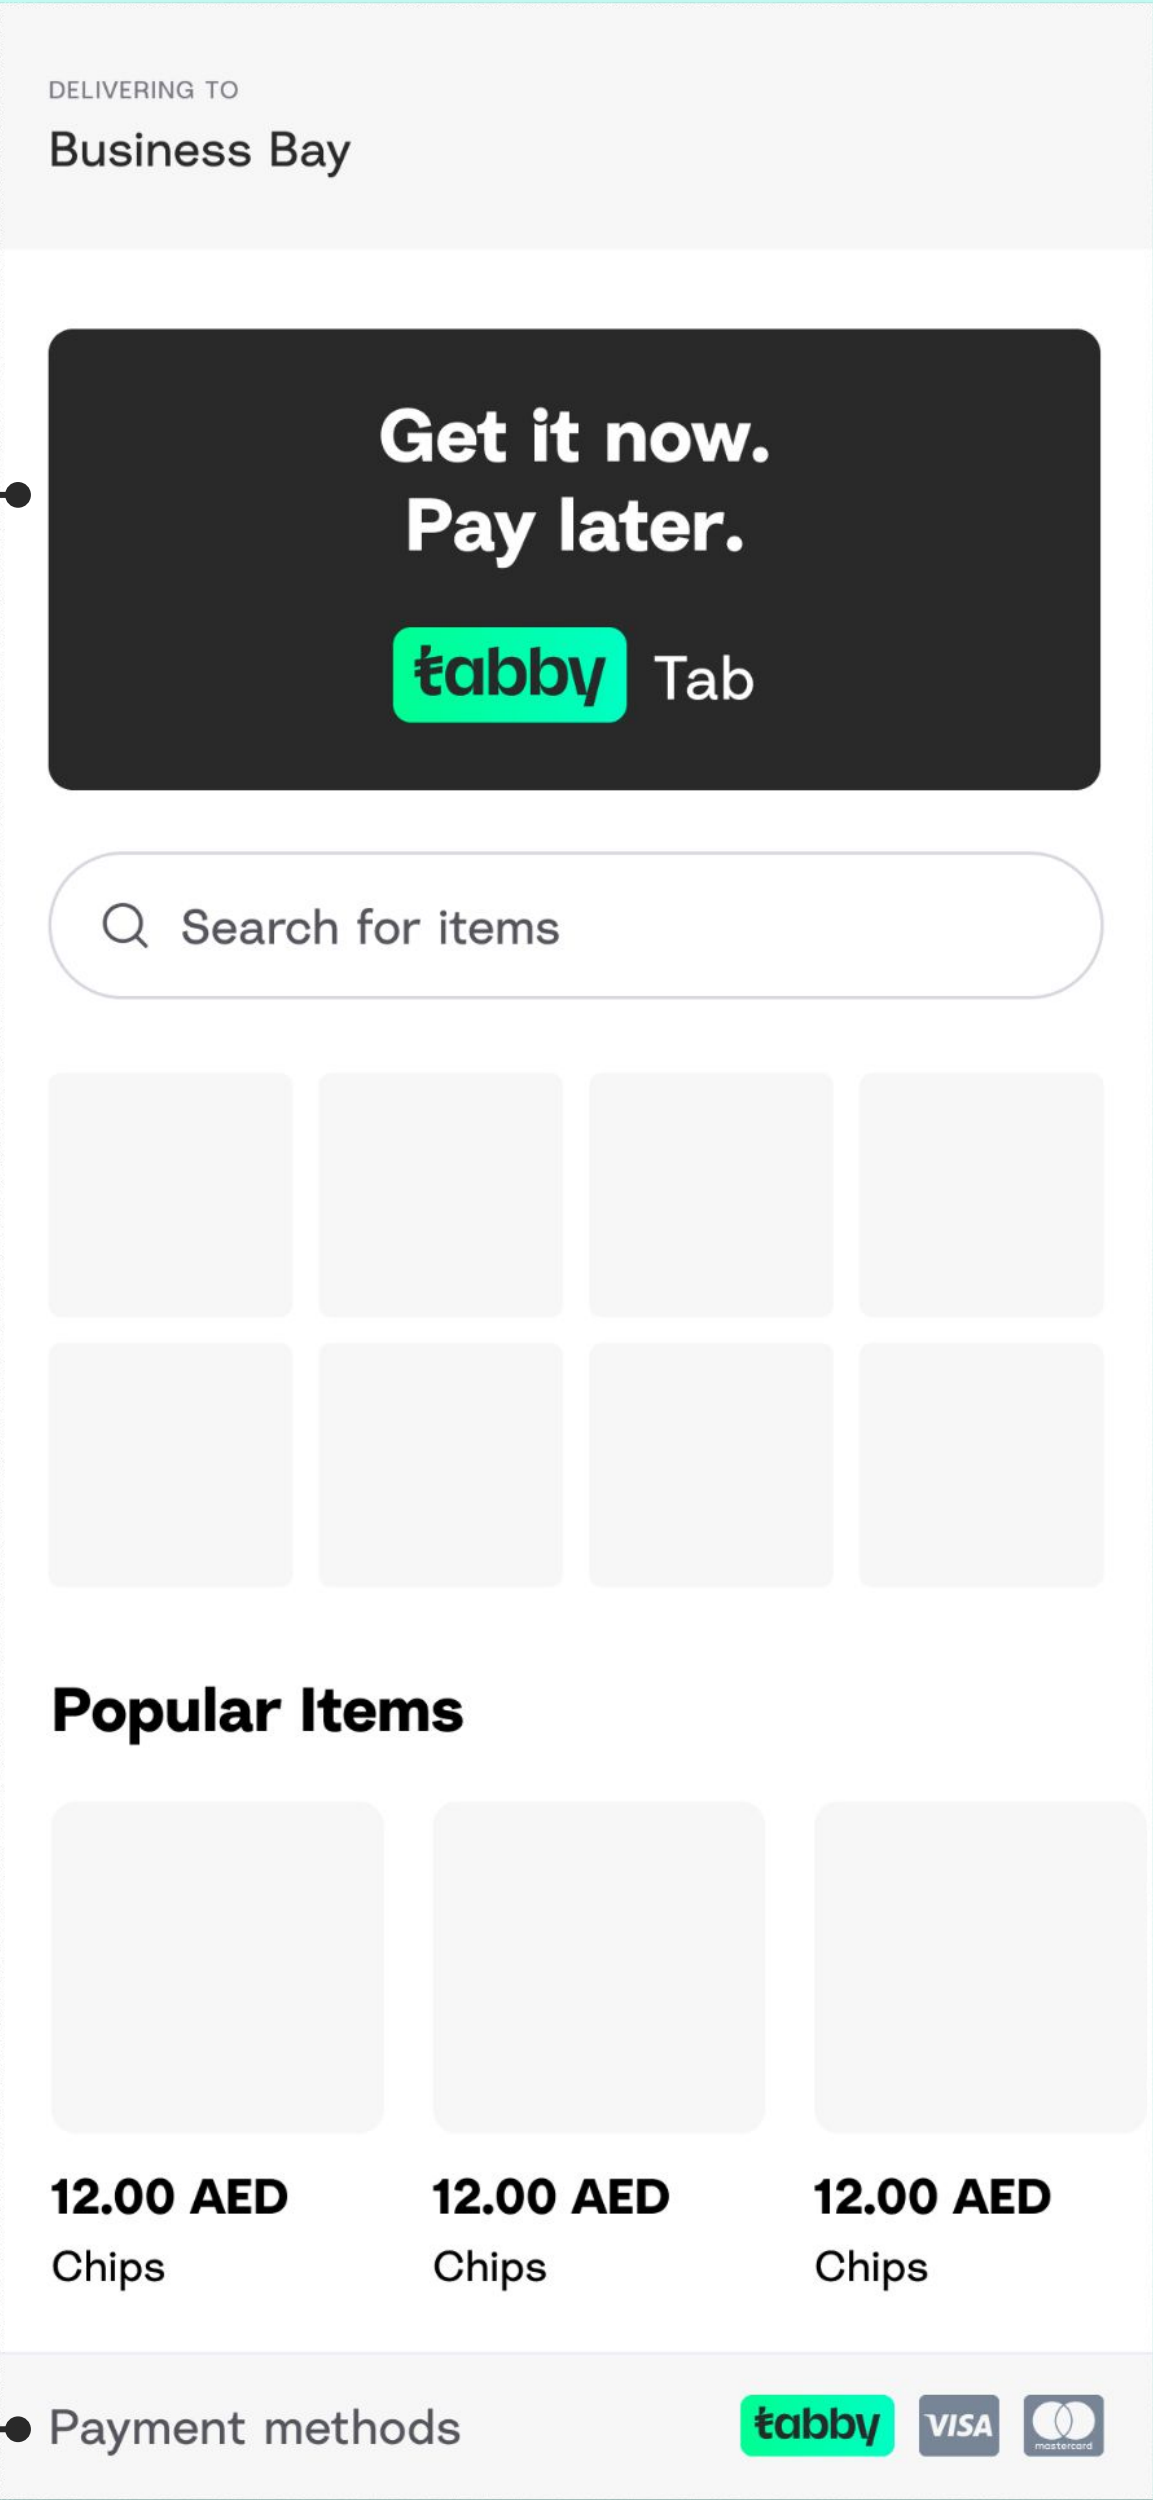 DELIVERING TO
Business Bay
Get it now.
Pay later.
tabby Tab
Search for items
Popular Items
12.00 AED 12.00 AED 12.00 AED
Chips Chips Chips
Payment methods tabby VISA mastercard